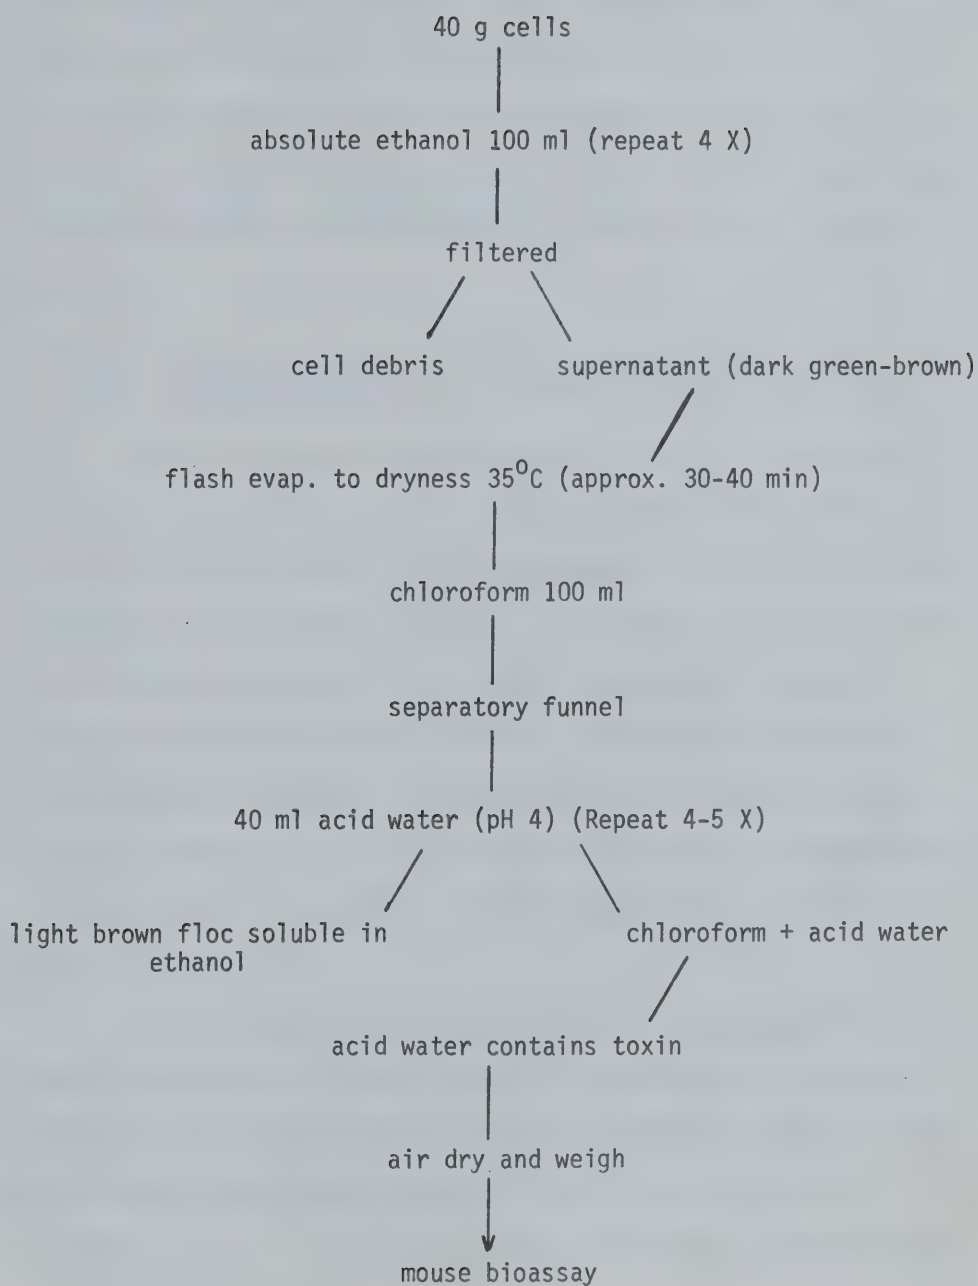 40 g cells
absolute ethanol 100 ml (repeat 4 X)
filtered
cell debris
supernatant (dark green-brown)
flash evap. to dryness 35°C (approx. 30-40 min)
chloroform 100 ml
separatory funnel
40 ml acid water (pH 4) (Repeat 4-5 X)
light brown floc soluble in
ethanol
chloroform + acid water
acid water contains toxin
air dry and weigh
mouse bioassay